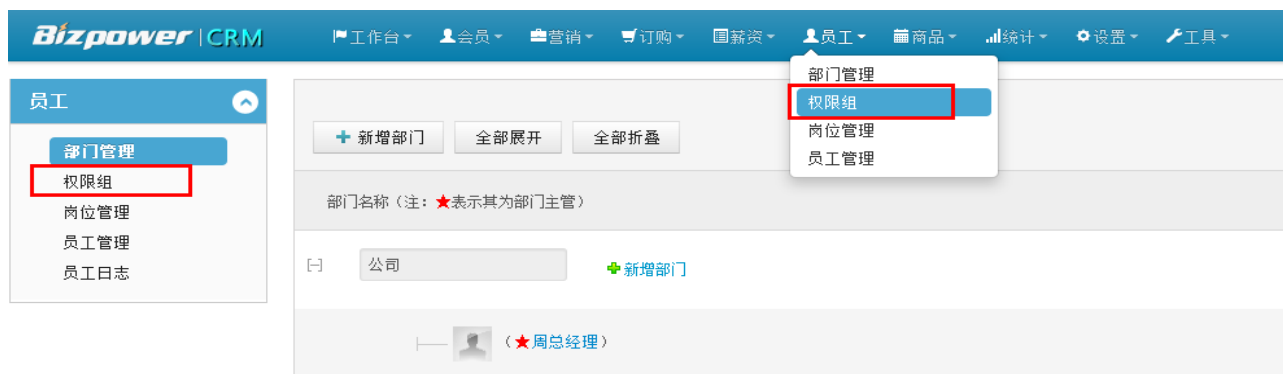 Bizpower | CRM 工作台 会员 营销 订购 薪资 员工 商品 统计 设置 工具
部门管理
权限组
岗位管理
员工管理
员工
部门管理
权限组
岗位管理
员工管理
员工日志
新增部门 全部展开 全部折叠
部门名称(注:★表示其为部门主管)
[-] 公司 新增部门
(★周总经理)